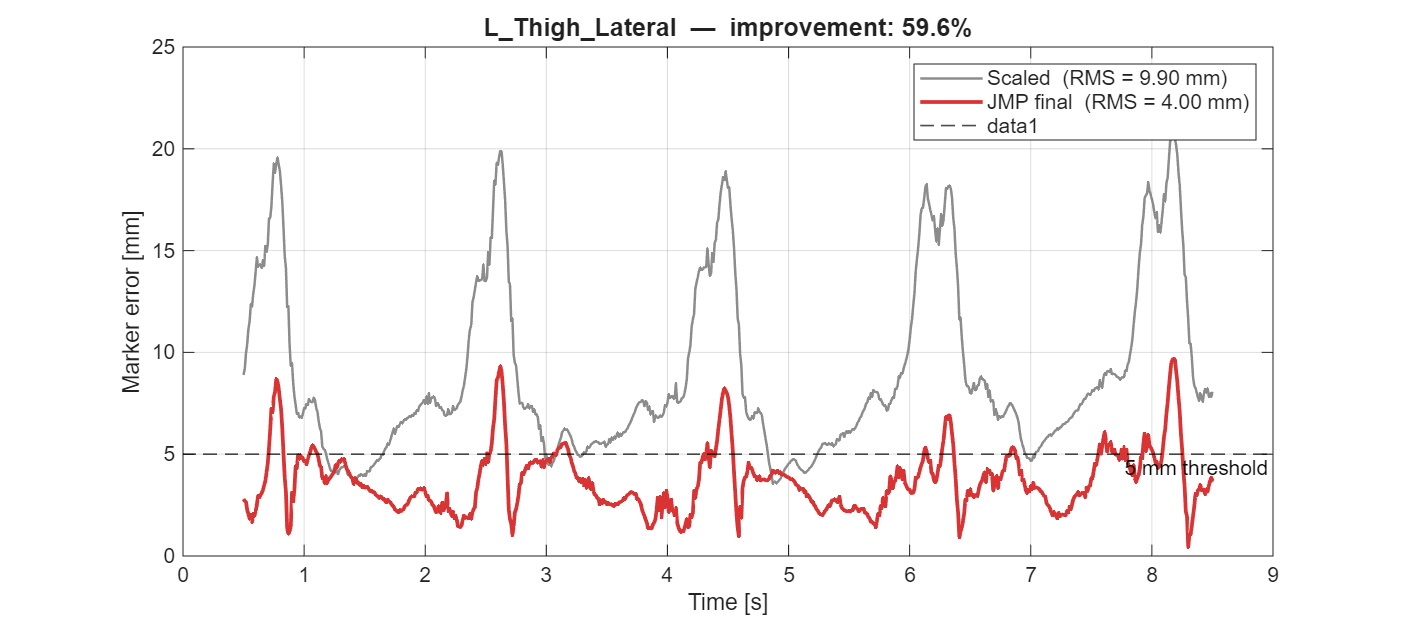 L_Thigh_Lateral — improvement: 59.6%
25
20
15
10
5
0
Marker error [mm]
Scaled (RMS = 9.90 mm)
JMP final (RMS = 4.00 mm)
data1
5 mm threshold
0 1 2 3 4 5 6 7 8 9
Time [s]